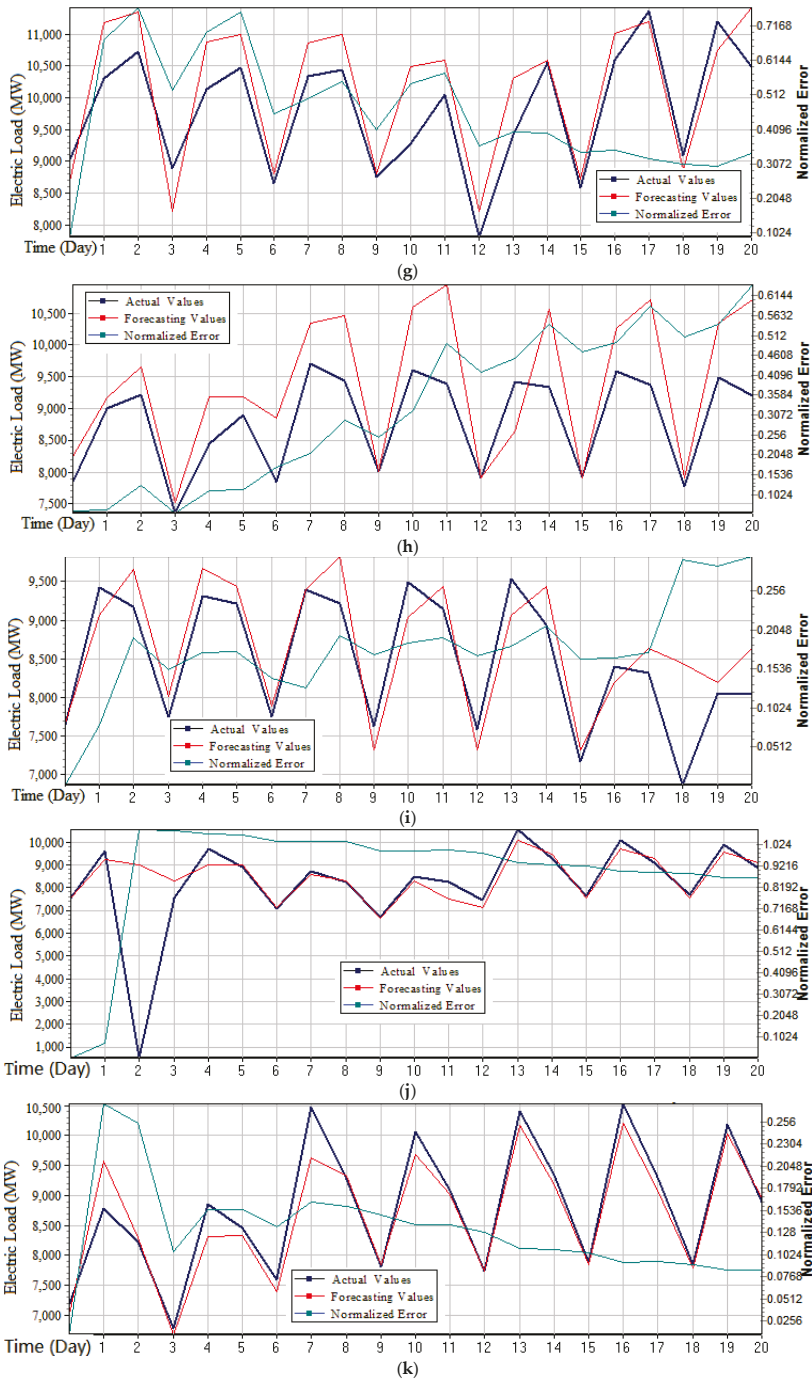 Electric Load (MW)
11,000
10,500
10,000
9,500
9,000
8,500
8,000
0.7168
0.6144
0.512
0.4096
0.3072
0.2048
0.1024
Normalized Error
Actual Values
Forecasting Values
Normalized Error
Time (Day)
1 2 3 4 5 6 7 8 9 10 11 12 13 14 15 16 17 18 19 20
(g)
Electric Load (MW)
10,500
10,000
9,500
9,000
8,500
8,000
7,500
Actual Values
Forecasting Values
Normalized Error
0.6144
0.5632
0.512
0.4608
0.4096
0.3584
0.3072
0.256
0.2048
0.1536
0.1024
Normalized Error
Time (Day)
1 2 3 4 5 6 7 8 9 10 11 12 13 14 15 16 17 18 19 20
(h)
Electric Load (MW)
9,500
9,000
8,500
8,000
7,500
7,000
Actual Values
Forecasting Values
Normalized Error
0.256
0.2048
0.1536
0.1024
0.0512
Normalized Error
Time (Day)
1 2 3 4 5 6 7 8 9 10 11 12 13 14 15 16 17 18 19 20
(i)
Electric Load (MW)
10,000
9,000
8,000
7,000
6,000
5,000
4,000
3,000
2,000
1,000
Actual Values
Forecasting Values
Normalized Error
1.024
0.9216
0.8192
0.7168
0.6144
0.512
0.4096
0.3072
0.2048
0.1024
Normalized Error
Time (Day)
1 2 3 4 5 6 7 8 9 10 11 12 13 14 15 16 17 18 19 20
(j)
Electric Load (MW)
10,500
10,000
9,500
9,000
8,500
8,000
7,500
7,000
Actual Values
Forecasting Values
Normalized Error
0.256
0.2304
0.2048
0.1792
0.1536
0.128
0.1024
0.0768
0.0512
0.0256
Normalized Error
Time (Day)
1 2 3 4 5 6 7 8 9 10 11 12 13 14 15 16 17 18 19 20
(k)